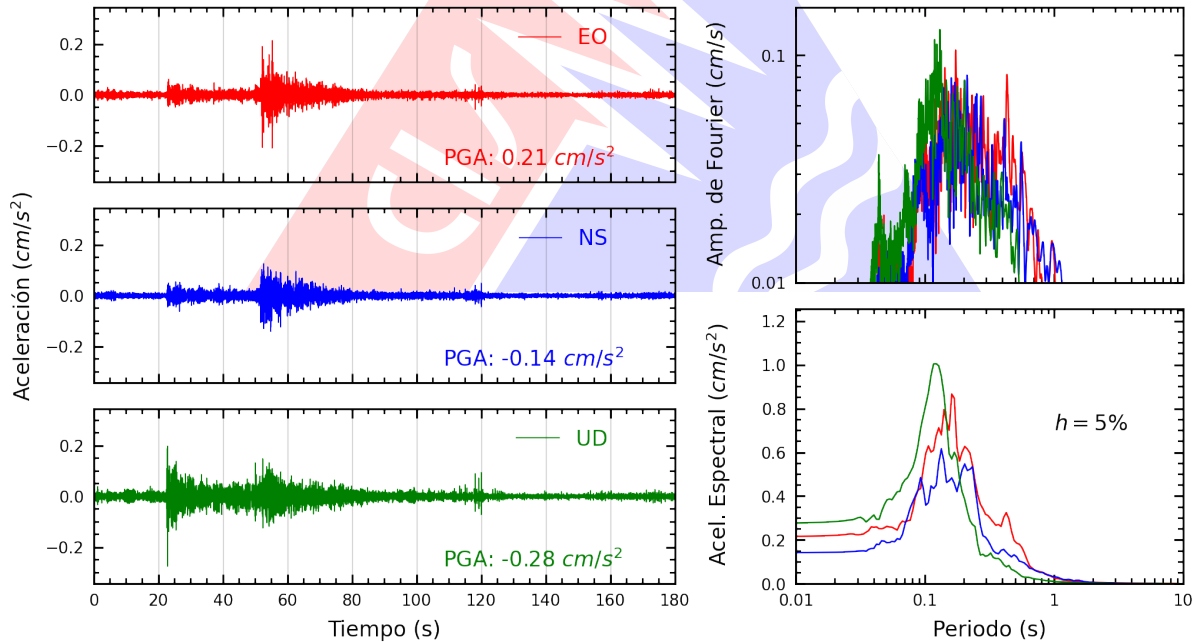 Aceleración (cm/s²)
0.2
0.0
−0.2
EO
PGA: 0.21 cm/s²
0.2
0.0
−0.2
NS
PGA: -0.14 cm/s²
0.2
0.0
−0.2
UD
PGA: -0.28 cm/s²
0 20 40 60 80 100 120 140 160 180
Tiempo (s)
Amp. de Fourier (cm/s)
0.1
0.01
Acel. Espectral (cm/s²)
1.2
1.0
0.8
0.6
0.4
0.2
0.0
h = 5%
0.01 0.1 1 10
Periodo (s)